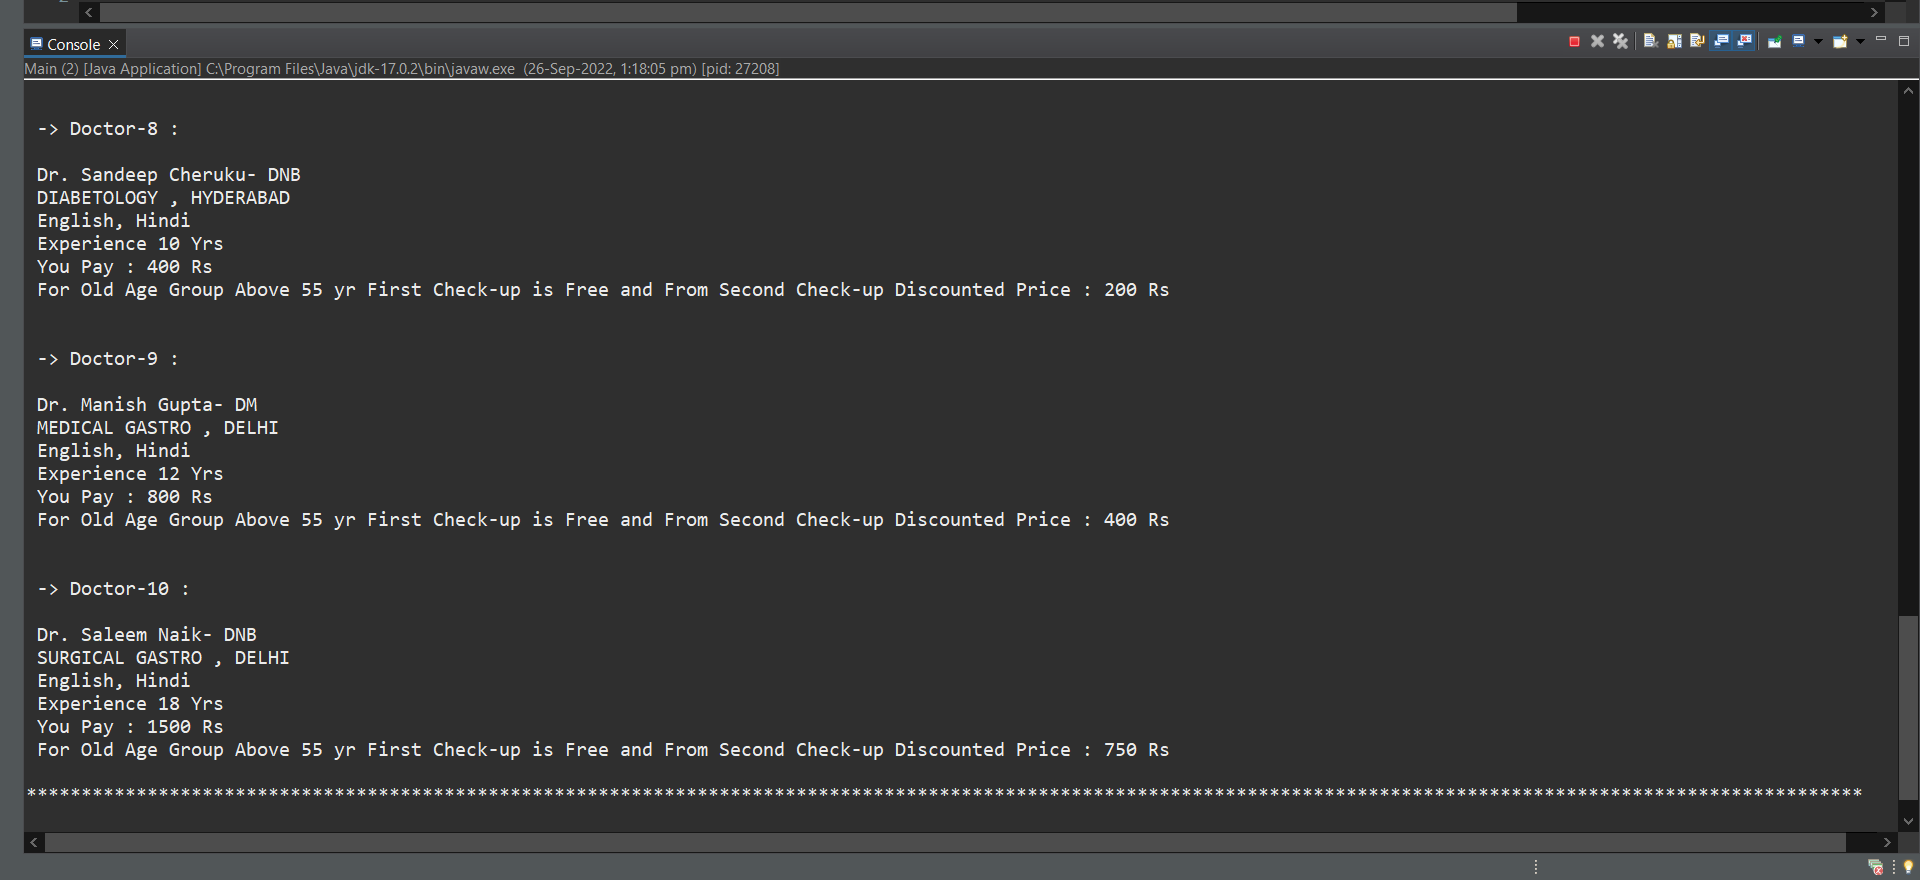 Console
Main (2) [Java Application] C:\Program Files\Java\jdk-17.0.2\bin\javaw.exe (26-Sep-2022, 1:18:05 pm) [pid: 27208]
-> Doctor-8 :
Dr. Sandeep Cheruku- DNB
DIABETOLOGY , HYDERABAD
English, Hindi
Experience 10 Yrs
You Pay : 400 Rs
For Old Age Group Above 55 yr First Check-up is Free and From Second Check-up Discounted Price : 200 Rs
-> Doctor-9 :
Dr. Manish Gupta- DM
MEDICAL GASTRO , DELHI
English, Hindi
Experience 12 Yrs
You Pay : 800 Rs
For Old Age Group Above 55 yr First Check-up is Free and From Second Check-up Discounted Price : 400 Rs
-> Doctor-10 :
Dr. Saleem Naik- DNB
SURGICAL GASTRO , DELHI
English, Hindi
Experience 18 Yrs
You Pay : 1500 Rs
For Old Age Group Above 55 yr First Check-up is Free and From Second Check-up Discounted Price : 750 Rs
***********************************************************************************************************************************************************************